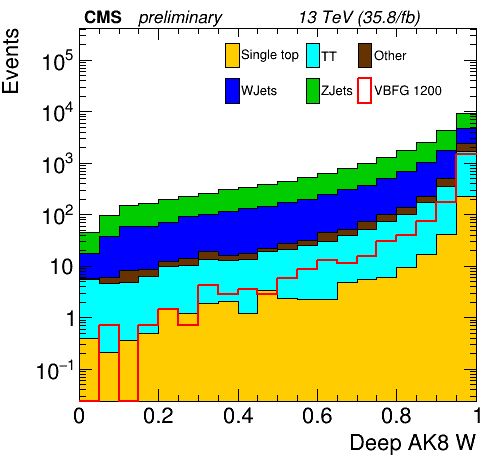 CMS preliminary 13 TeV (35.8/fb)
Events
Single top TT Other
WJets ZJets VBFG 1200
10^5
10^4
10^3
10^2
10
1
10^−1
0 0.2 0.4 0.6 0.8 1
Deep AK8 W